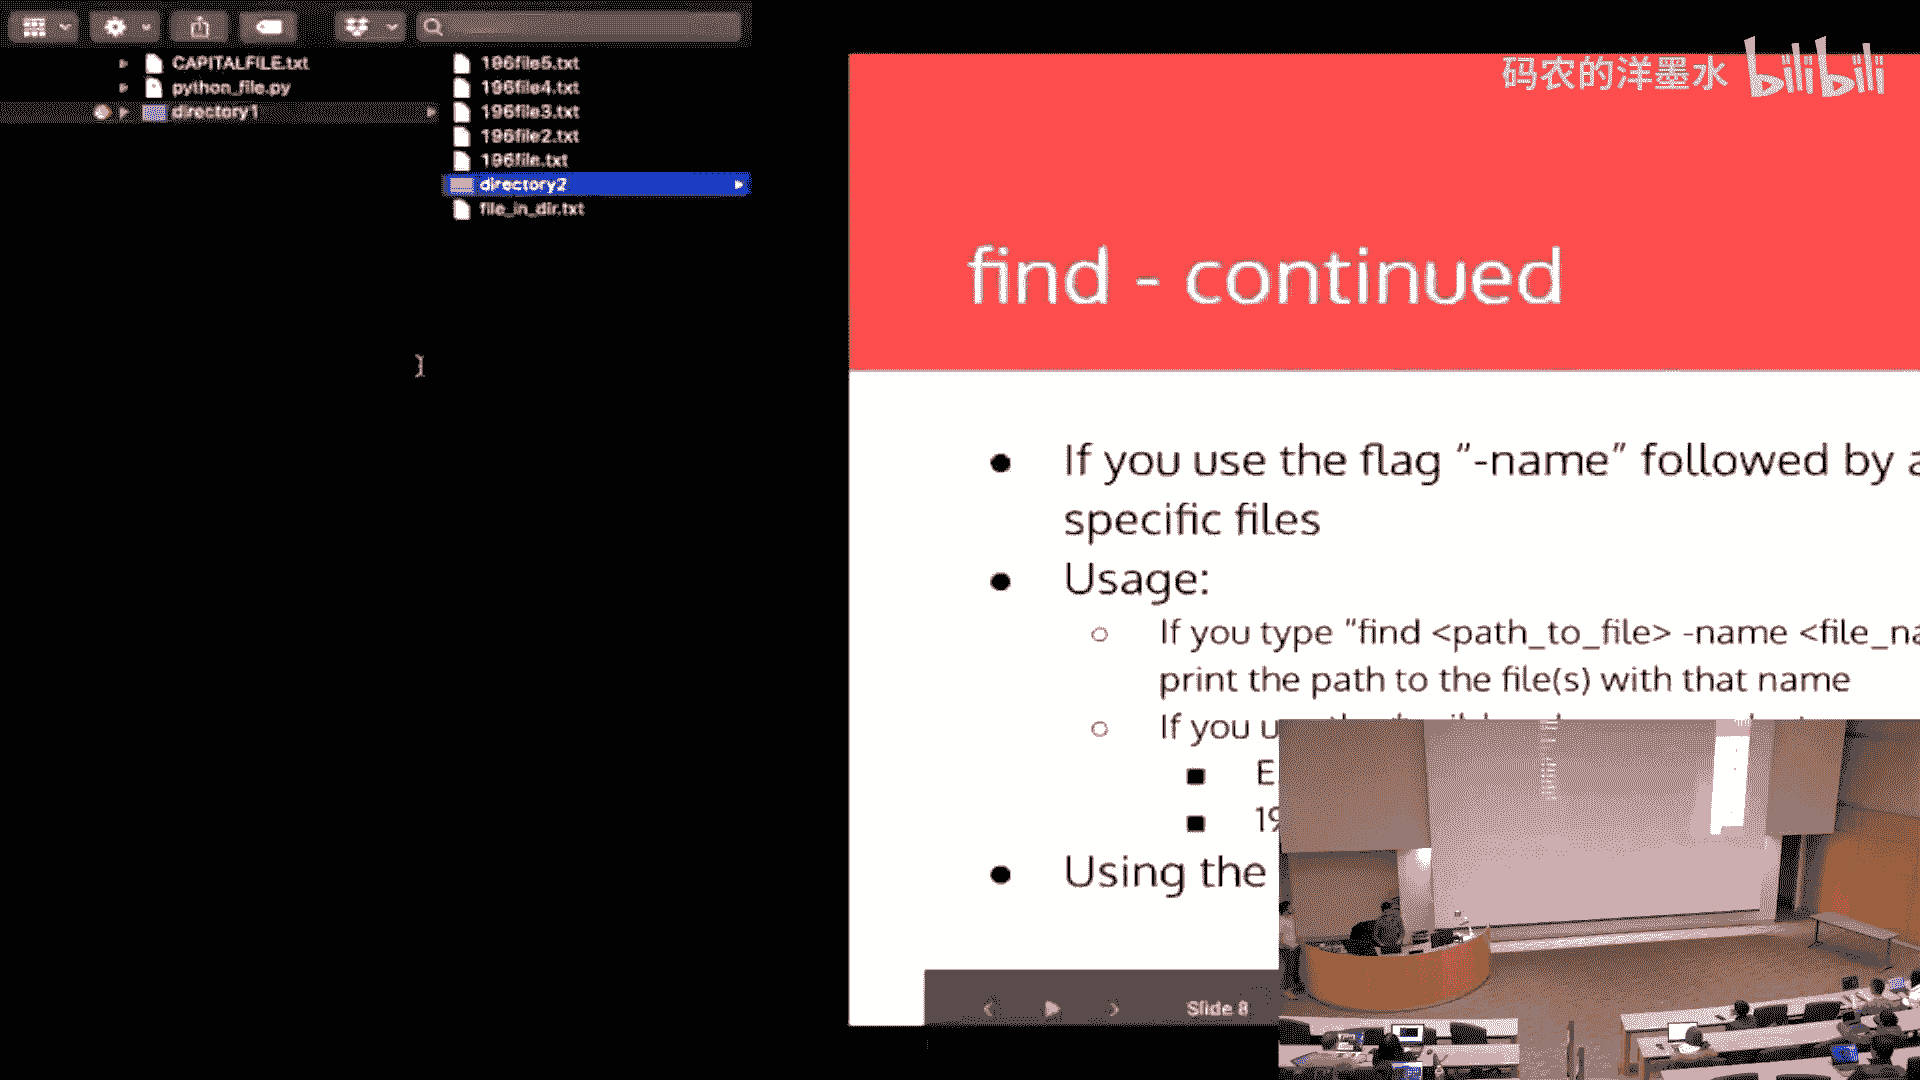 CAPITALFILE.txt
python_file.py
directory1
196file5.txt
196file4.txt
196file3.txt
196file2.txt
196file.txt
directory2
file_in_dir.txt
码农的洋墨水 bilibili
find - continued
If you use the flag "-name" followed by a
specific files
Usage:
If you type "find <path_to_file> -name <file_na
print the path to the file(s) with that name
If you u
E
19
Using the
Slide 8